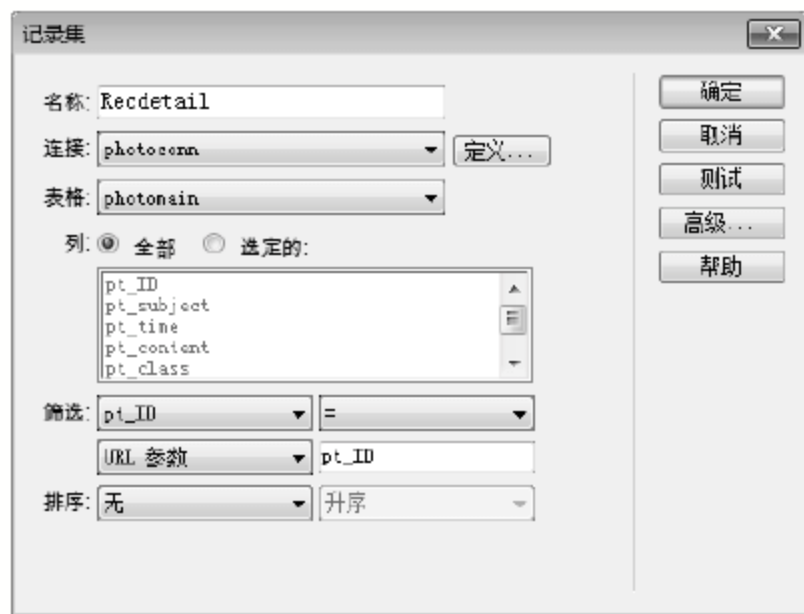 记录集
名称: Recdetail
连接: photoconn 定义...
表格: photomain
列: 全部 选定的:
pt_ID
pt_subject
pt_time
pt_content
pt_class
筛选: pt_ID =
URL 参数 pt_ID
排序: 无 升序
确定
取消
测试
高级...
帮助